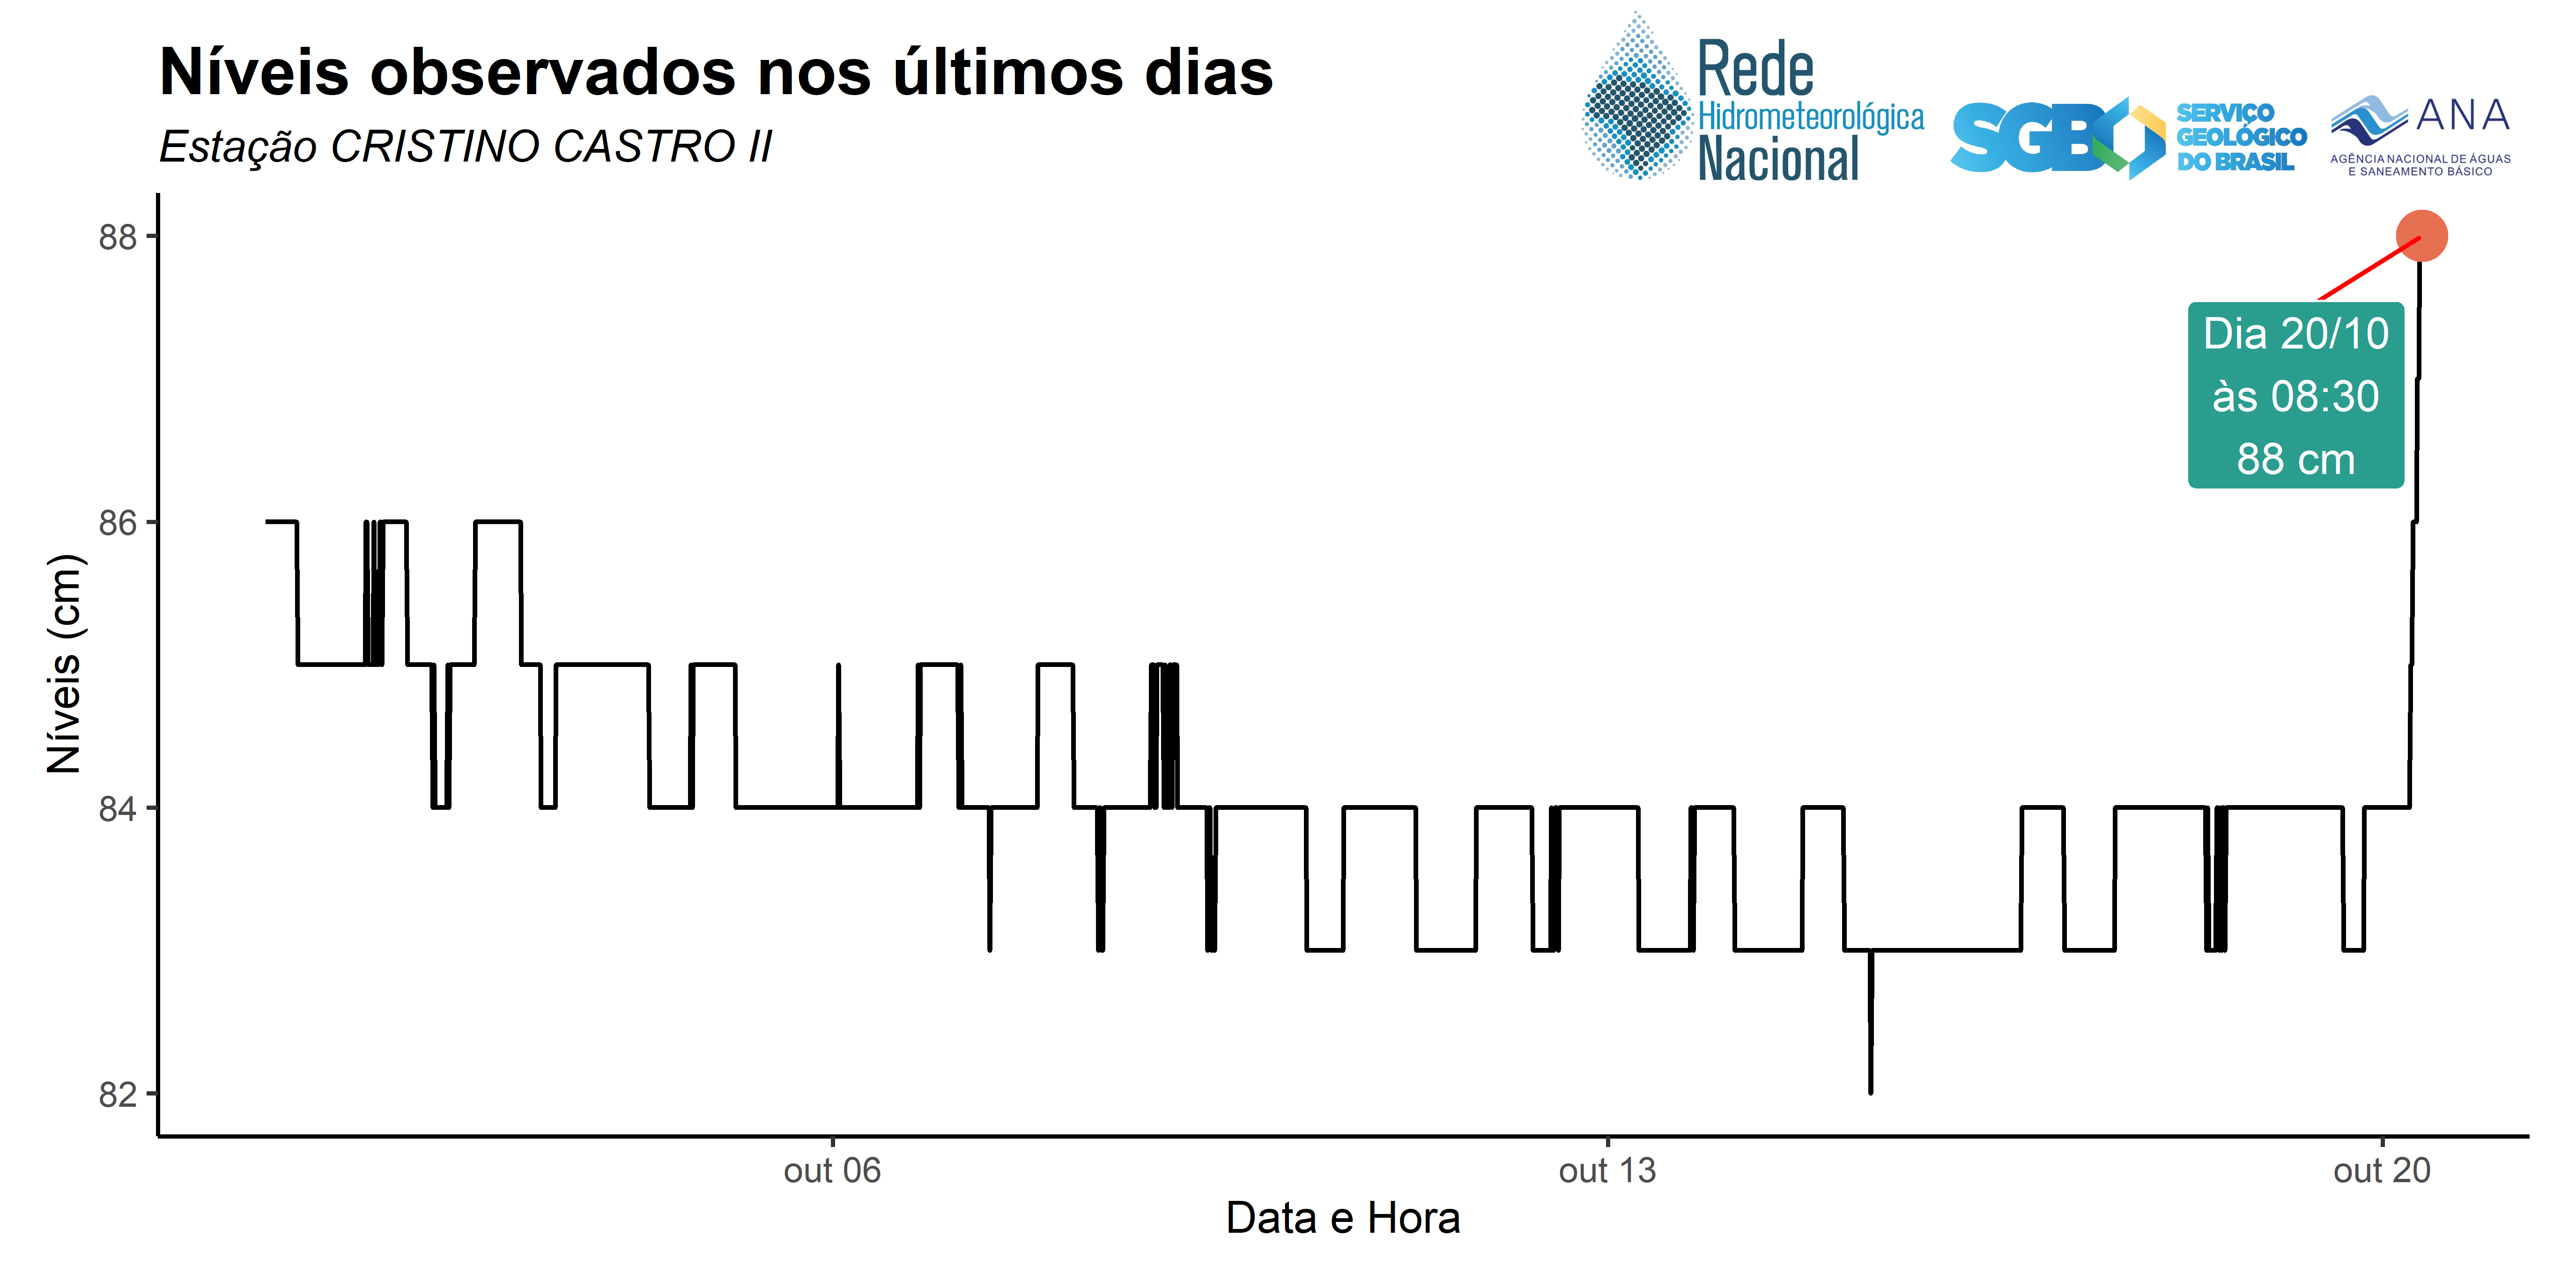 Níveis observados nos últimos dias
Estação CRISTINO CASTRO II
Rede
Hidrometeorológica
Nacional
SGB
SERVIÇO
GEOLÓGICO
DO BRASIL
ANA
AGÊNCIA NACIONAL DE ÁGUAS
E SANEAMENTO BÁSICO
88
86
84
82
Níveis (cm)
Dia 20/10
às 08:30
88 cm
out 06
out 13
out 20
Data e Hora